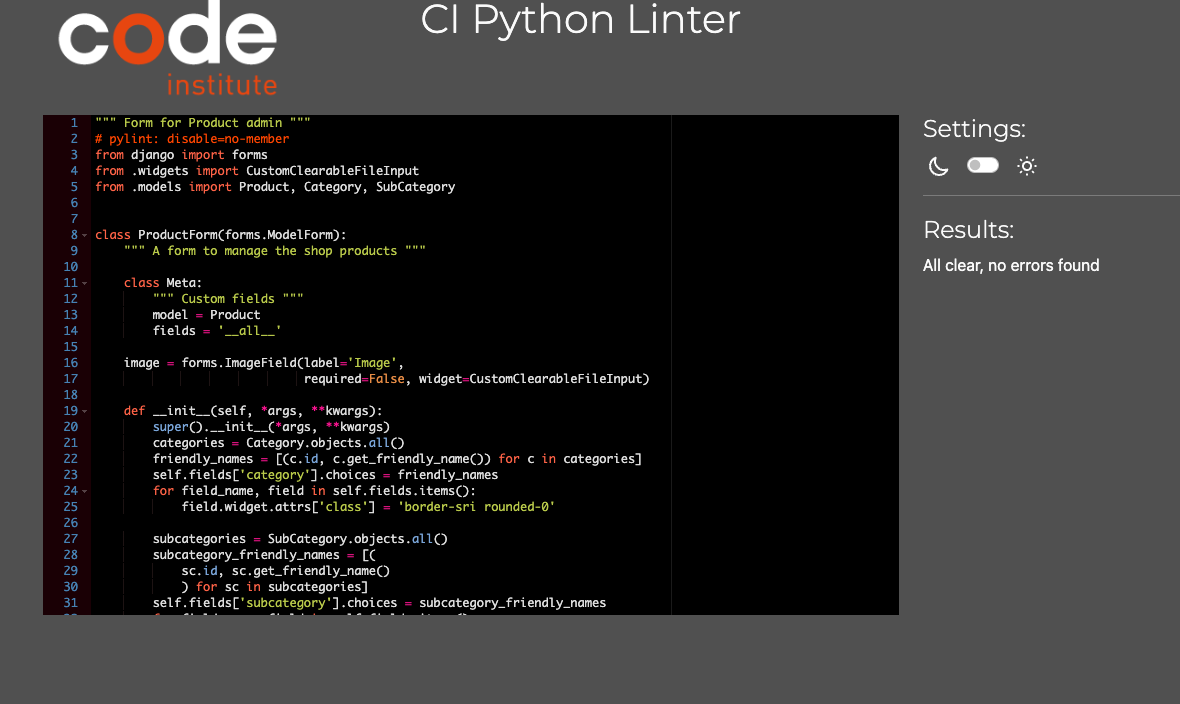 code
institute
CI Python Linter
1 """ Form for Product admin """
2 # pylint: disable=no-member
3 from django import forms
4 from .widgets import CustomClearableFileInput
5 from .models import Product, Category, SubCategory
6
7
8 class ProductForm(forms.ModelForm):
9     """ A form to manage the shop products """
10
11     class Meta:
12         """ Custom fields """
13         model = Product
14         fields = '__all__'
15
16     image = forms.ImageField(label='Image',
17                              required=False, widget=CustomClearableFileInput)
18
19     def __init__(self, *args, **kwargs):
20         super().__init__(*args, **kwargs)
21         categories = Category.objects.all()
22         friendly_names = [(c.id, c.get_friendly_name()) for c in categories]
23         self.fields['category'].choices = friendly_names
24         for field_name, field in self.fields.items():
25             field.widget.attrs['class'] = 'border-sri rounded-0'
26
27         subcategories = SubCategory.objects.all()
28         subcategory_friendly_names = [(
29             sc.id, sc.get_friendly_name()
30             ) for sc in subcategories]
31         self.fields['subcategory'].choices = subcategory_friendly_names
Settings:
Results:
All clear, no errors found